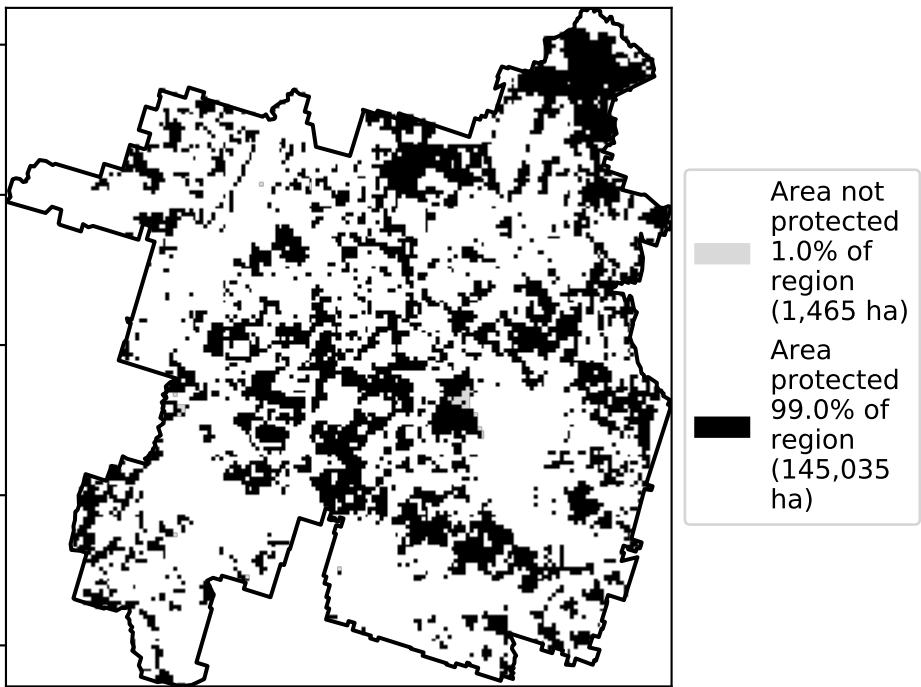 Area not
protected
1.0% of
region
(1,465 ha)
Area
protected
99.0% of
region
(145,035
ha)